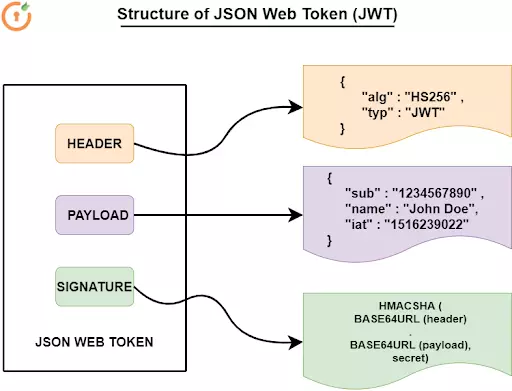 Structure of JSON Web Token (JWT)
HEADER
PAYLOAD
SIGNATURE
JSON WEB TOKEN
{
"alg" : "HS256" ,
"typ" : "JWT"
}
{
"sub" : "1234567890" ,
"name" : "John Doe",
"iat" : "1516239022"
}
HMACSHA (
BASE64URL (header)
.
BASE64URL (payload),
secret)